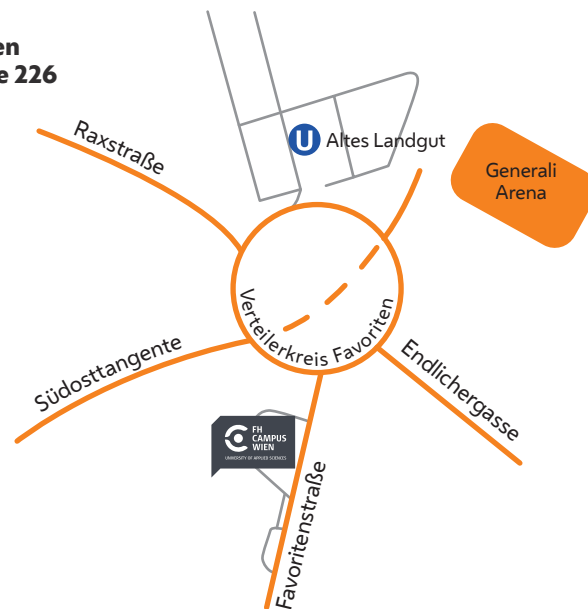 en
e 226
Raxstraße
U
Altes Landgut
Generali
Arena
Verteilerkreis Favoriten
Südosttangente
Endlichergasse
FH
CAMPUS
WIEN
UNIVERSITY OF APPLIED SCIENCES
Favoritenstraße